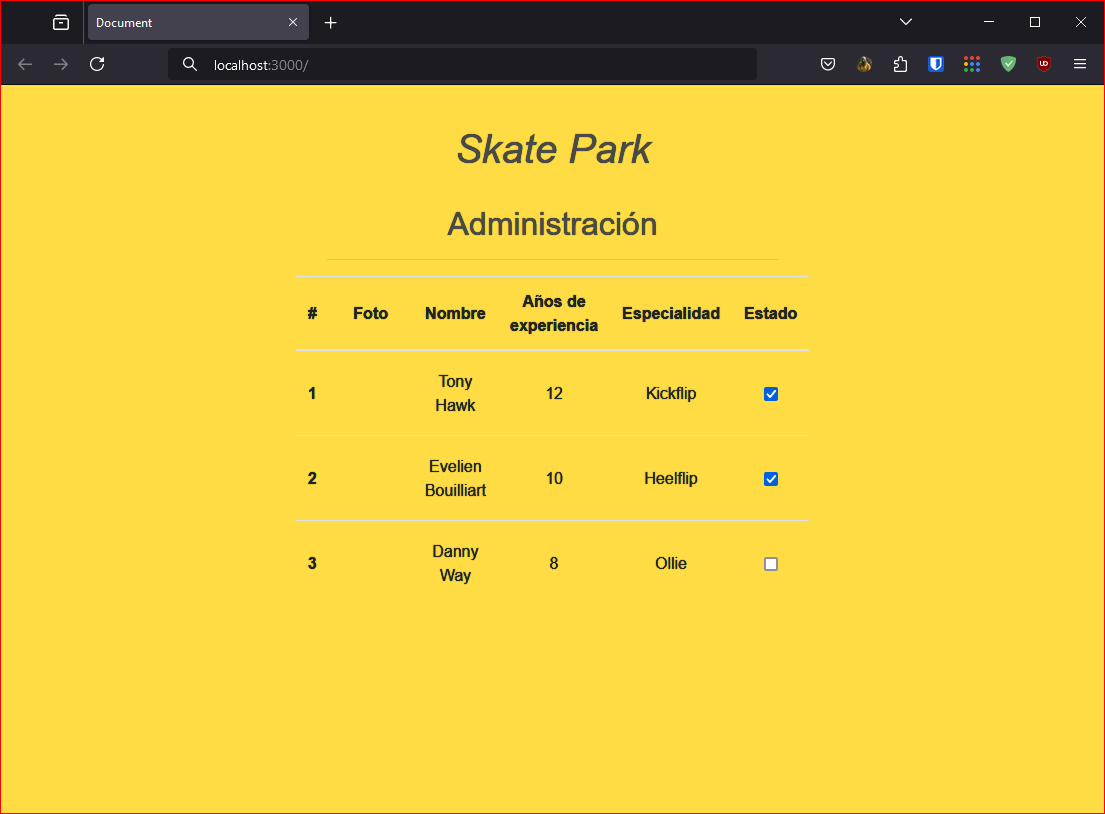 Document
localhost:3000/
UD
Skate Park
Administración
# Foto Nombre Años de experiencia Especialidad Estado
1 Tony Hawk 12 Kickflip
2 Evelien Bouilliart 10 Heelflip
3 Danny Way 8 Ollie